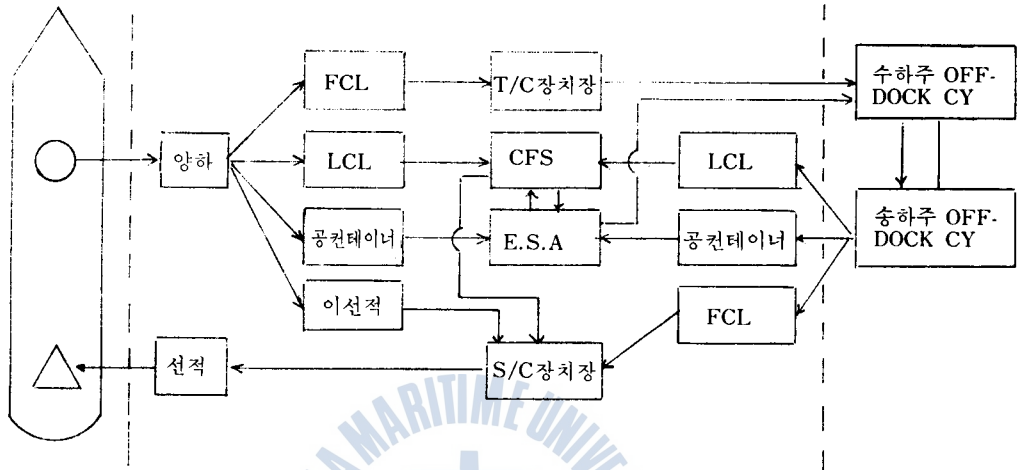 FCL
T/C장치장
수하주 OFF-
DOCK CY
양하
LCL
CFS
LCL
공컨테이너
E.S.A
공컨테이너
송하주 OFF-
DOCK CY
이선적
FCL
선적
S/C장치장
MARITIME